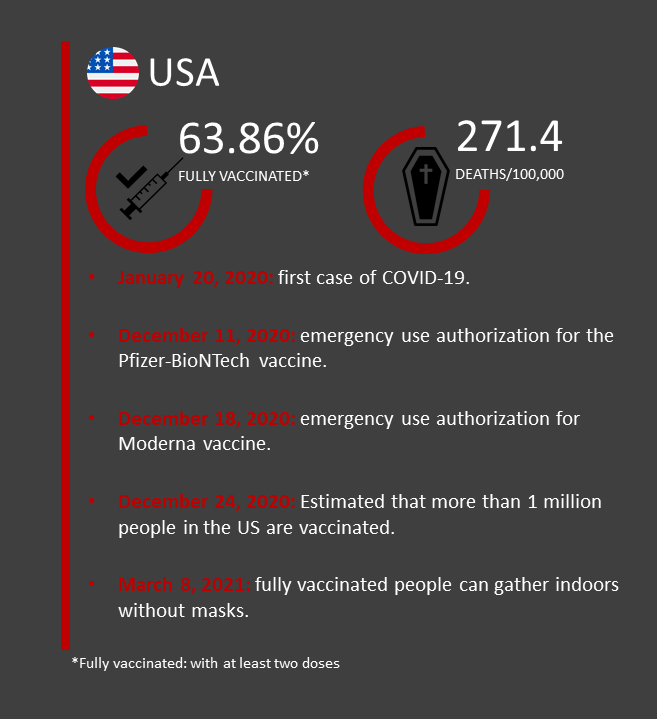 USA
63.86%
FULLY VACCINATED*
271.4
DEATHS/100,000
• January 20, 2020: first case of COVID-19.
• December 11, 2020: emergency use authorization for the
Pfizer-BioNTech vaccine.
• December 18, 2020: emergency use authorization for
Moderna vaccine.
• December 24, 2020: Estimated that more than 1 million
people in the US are vaccinated.
• March 8, 2021: fully vaccinated people can gather indoors
without masks.
*Fully vaccinated: with at least two doses